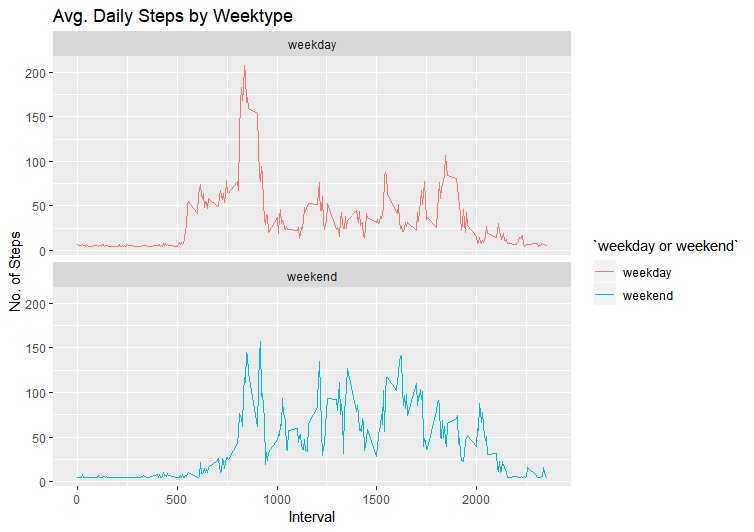 Avg. Daily Steps by Weektype
weekday
200
150
100
50
0
weekend
200
150
100
50
0
No. of Steps
0 500 1000 1500 2000
Interval
`weekday or weekend`
weekday
weekend